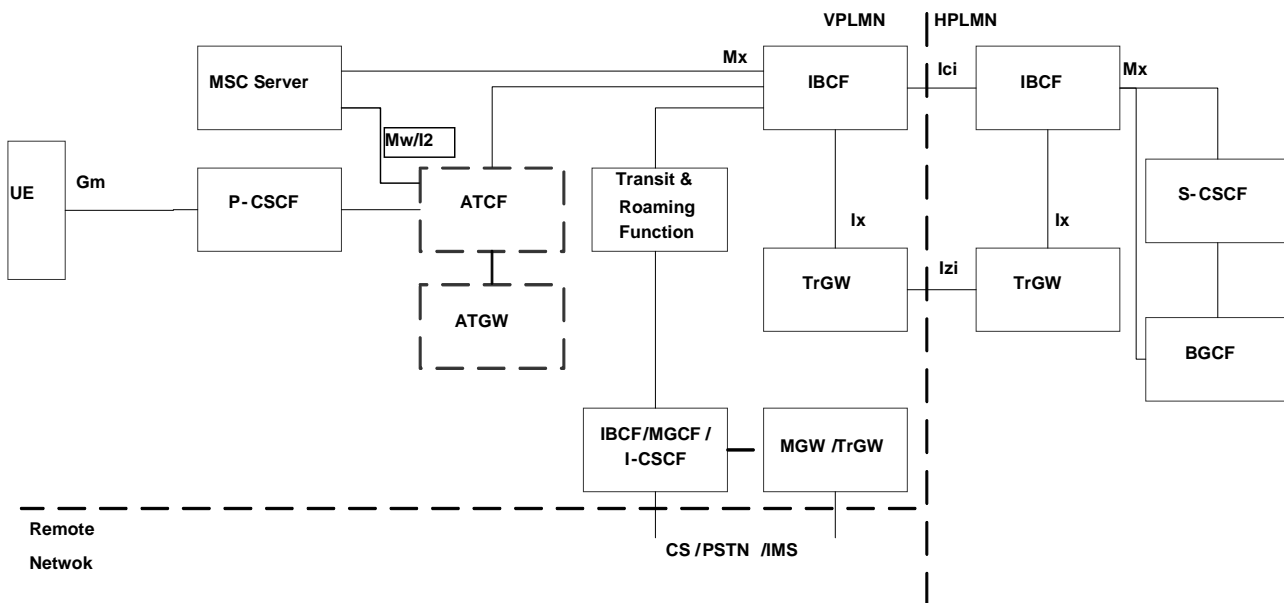 VPLMN
HPLMN
MSC Server
Mx
IBCF
Ici
IBCF
Mx
Mw/I2
UE
Gm
P- CSCF
ATCF
Transit &
Roaming
Function
S- CSCF
Ix
Ix
ATGW
TrGW
Izi
TrGW
BGCF
IBCF/MGCF /
I-CSCF
MGW /TrGW
Remote
Netwok
CS /PSTN /IMS